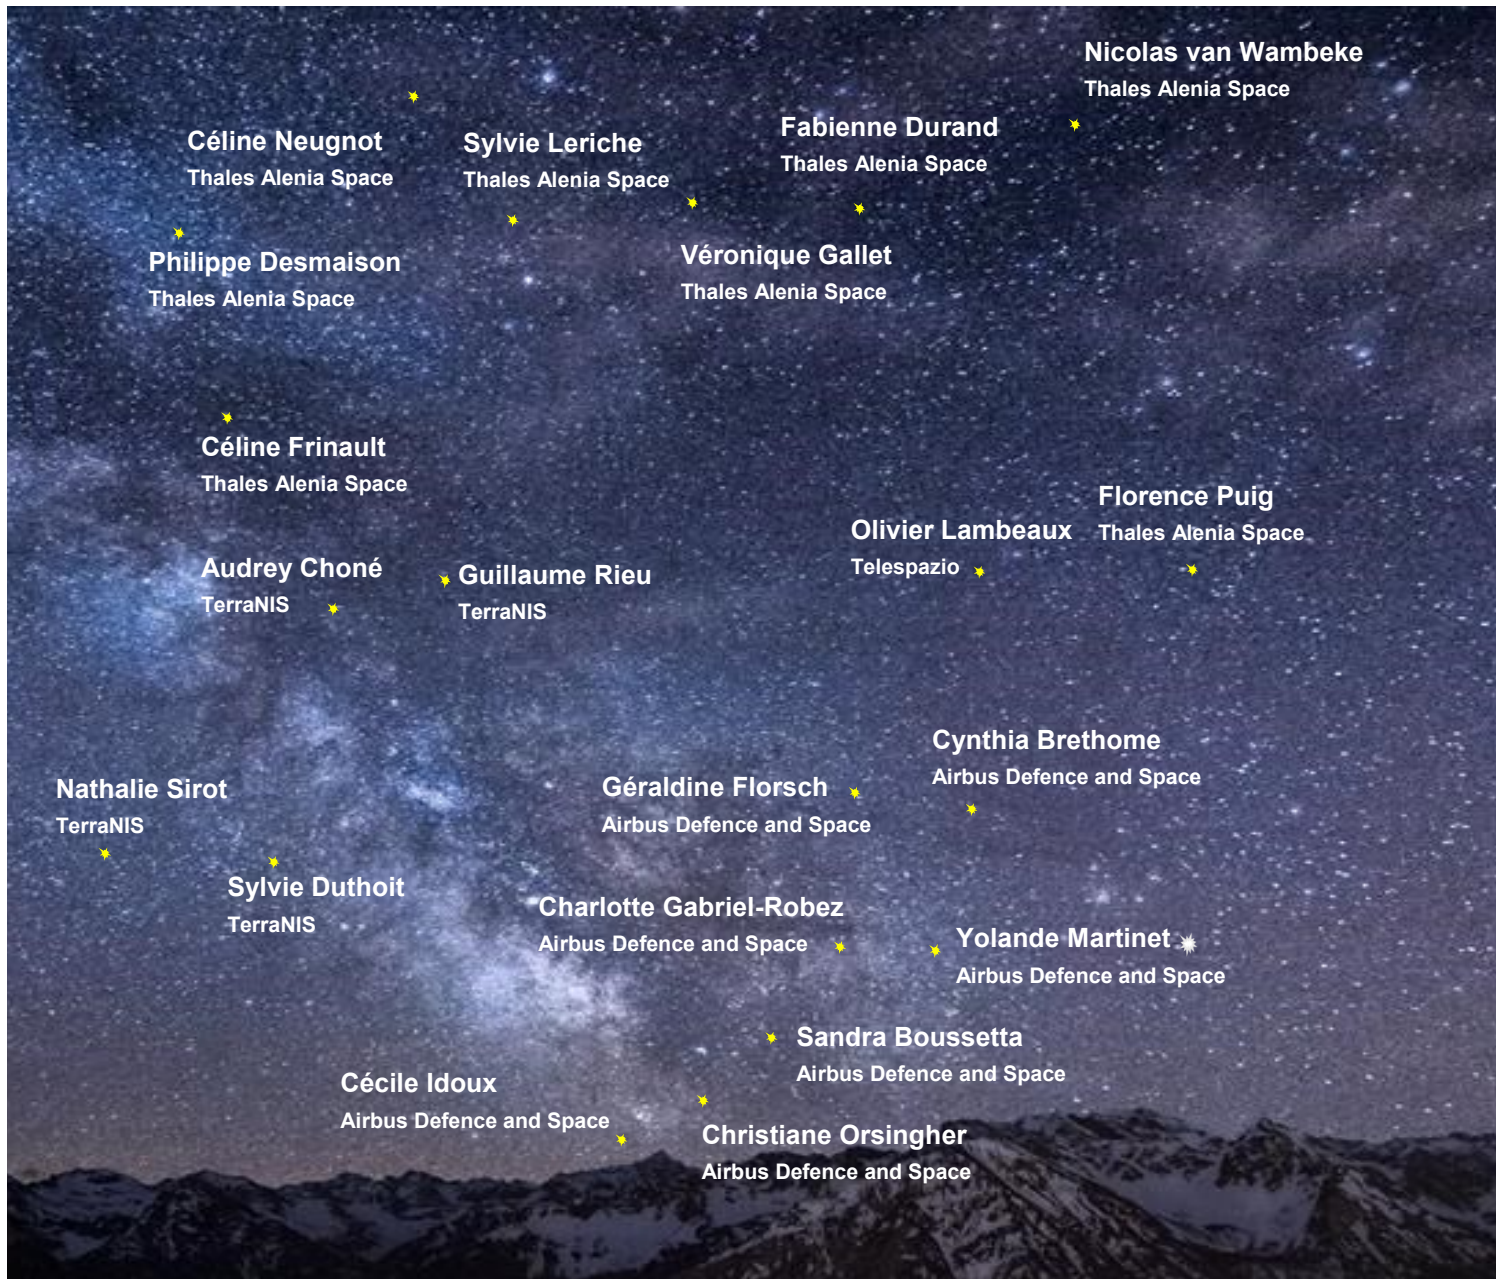 Nicolas van Wambeke
Thales Alenia Space
Fabienne Durand
Thales Alenia Space
Céline Neugnot
Thales Alenia Space
Sylvie Leriche
Thales Alenia Space
Véronique Gallet
Thales Alenia Space
Philippe Desmaison
Thales Alenia Space
Céline Frinault
Thales Alenia Space
Florence Puig
Thales Alenia Space
Olivier Lambeaux
Telespazio
Audrey Choné
TerraNIS
Guillaume Rieu
TerraNIS
Cynthia Brethome
Airbus Defence and Space
Nathalie Sirot
TerraNIS
Géraldine Florsch
Airbus Defence and Space
Sylvie Duthoit
TerraNIS
Charlotte Gabriel-Robez
Airbus Defence and Space
Yolande Martinet
Airbus Defence and Space
Sandra Boussetta
Airbus Defence and Space
Cécile Idoux
Airbus Defence and Space
Christiane Orsingher
Airbus Defence and Space